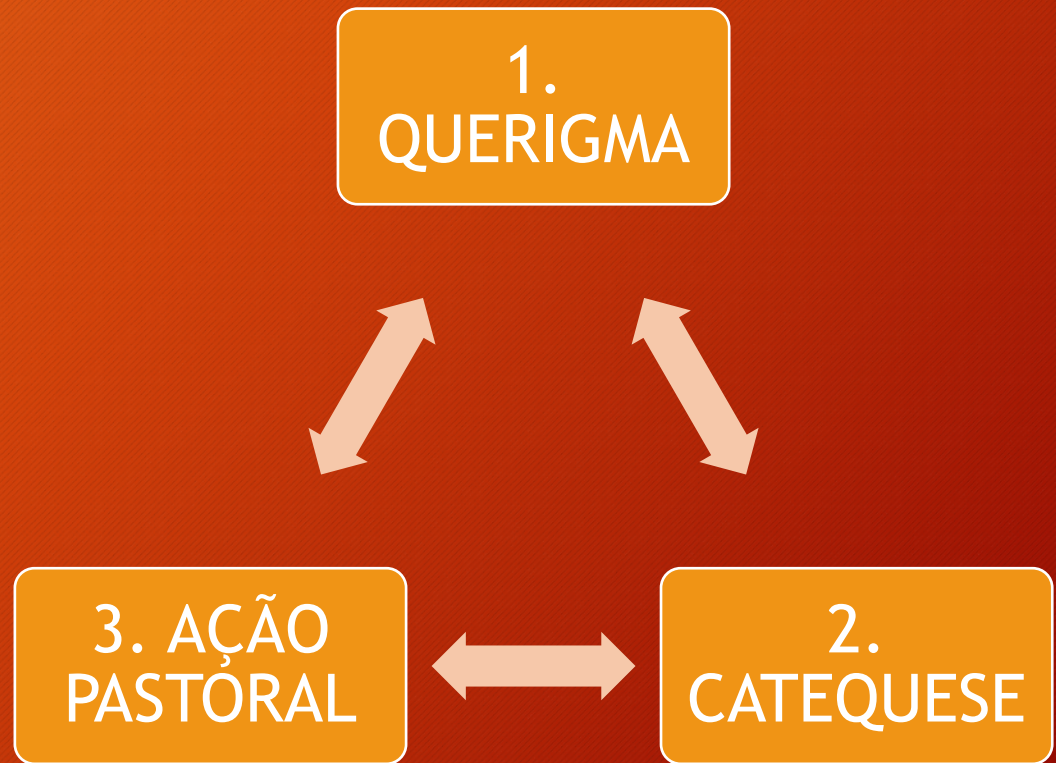 1.
QUERIGMA
3. AÇÃO
PASTORAL
2.
CATEQUESE